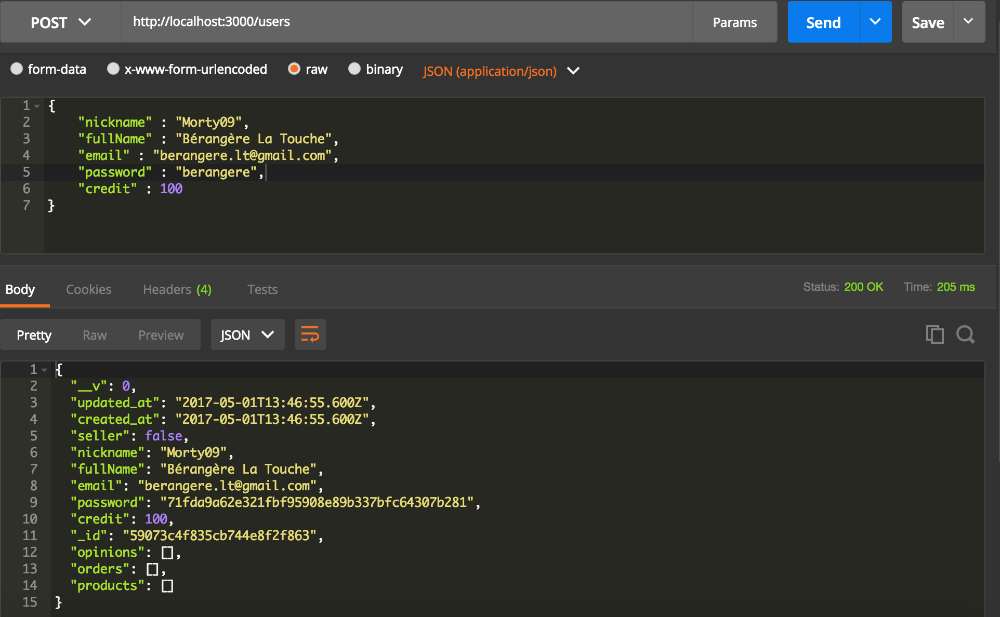 POST http://localhost:3000/users Params Send Save
form-data x-www-form-urlencoded raw binary JSON (application/json)
1 {
2 "nickname" : "Morty09",
3 "fullName" : "Bérangère La Touche",
4 "email" : "berangere.lt@gmail.com",
5 "password" : "berangere",
6 "credit" : 100
7 }
Body Cookies Headers (4) Tests Status: 200 OK Time: 205 ms
Pretty Raw Preview JSON
1 {
2 "__v": 0,
3 "updated_at": "2017-05-01T13:46:55.600Z",
4 "created_at": "2017-05-01T13:46:55.600Z",
5 "seller": false,
6 "nickname": "Morty09",
7 "fullName": "Bérangère La Touche",
8 "email": "berangere.lt@gmail.com",
9 "password": "71fda9a62e321fbf95908e89b337bfc64307b281",
10 "credit": 100,
11 "_id": "59073c4f835cb744e8f2f863",
12 "opinions": [],
13 "orders": [],
14 "products": []
15 }